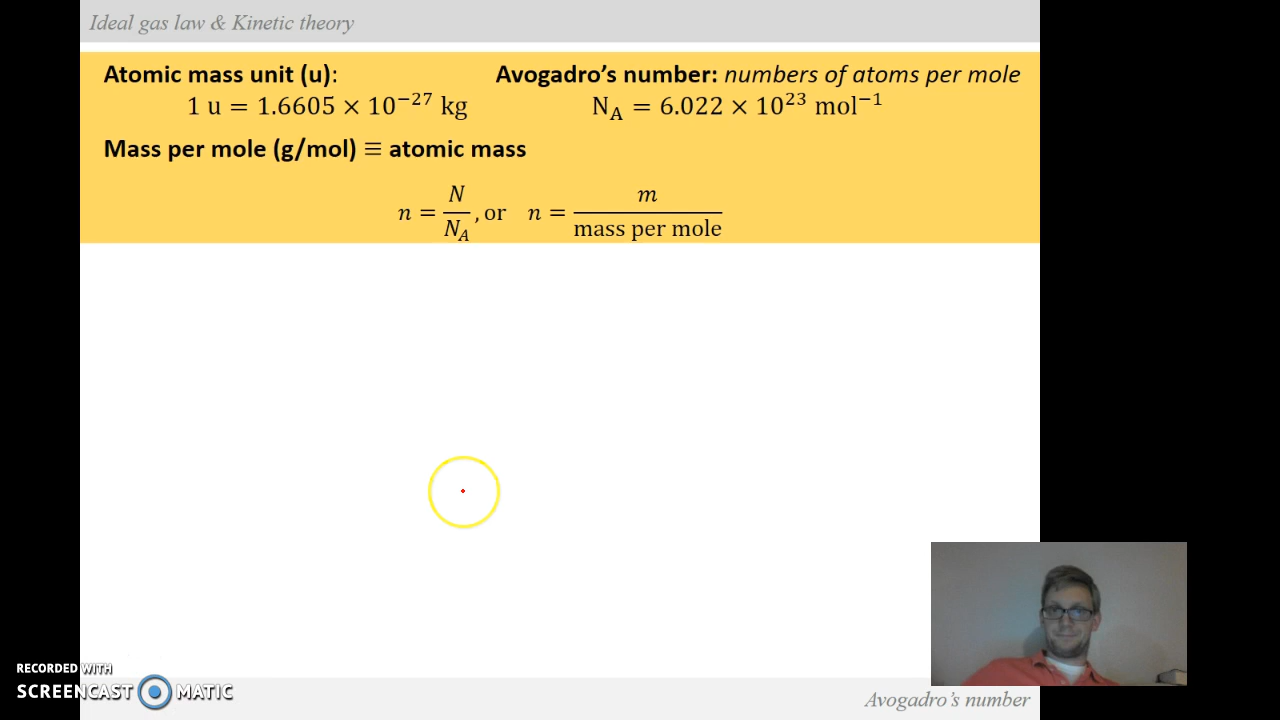 Ideal gas law & Kinetic theory
Atomic mass unit (u):
1 u = 1.6605 × 10⁻²⁷ kg
Avogadro’s number: numbers of atoms per mole
N_A = 6.022 × 10²³ mol⁻¹
Mass per mole (g/mol) ≡ atomic mass
n = N/N_A, or n = m/mass per mole
RECORDED WITH
SCREENCAST MATIC
Avogadro’s number